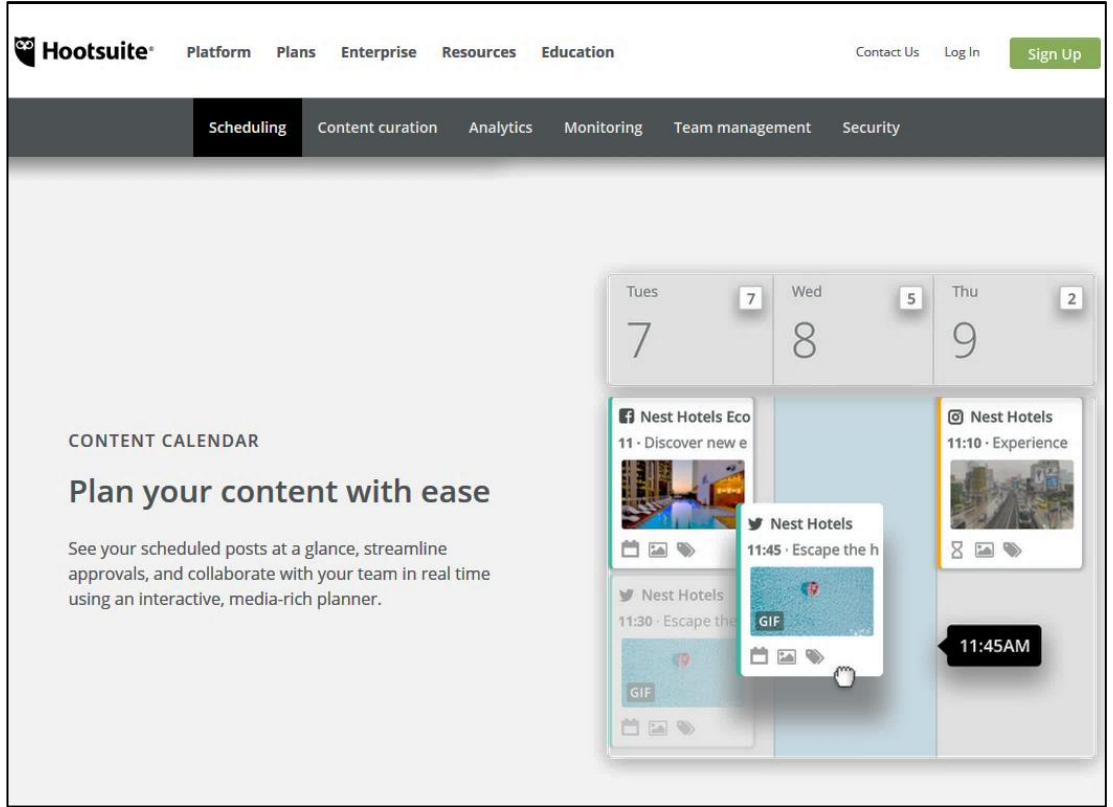 Hootsuite®
Platform Plans Enterprise Resources Education
Contact Us Log In Sign Up
Scheduling Content curation Analytics Monitoring Team management Security
CONTENT CALENDAR
Plan your content with ease
See your scheduled posts at a glance, streamline
approvals, and collaborate with your team in real time
using an interactive, media-rich planner.
Tues 7
7
Wed 5
8
Thu 2
9
Nest Hotels Eco
11 · Discover new e
Nest Hotels
11:30 · Escape the
GIF
Nest Hotels
11:45 · Escape the h
GIF
Nest Hotels
11:10 · Experience
11:45AM